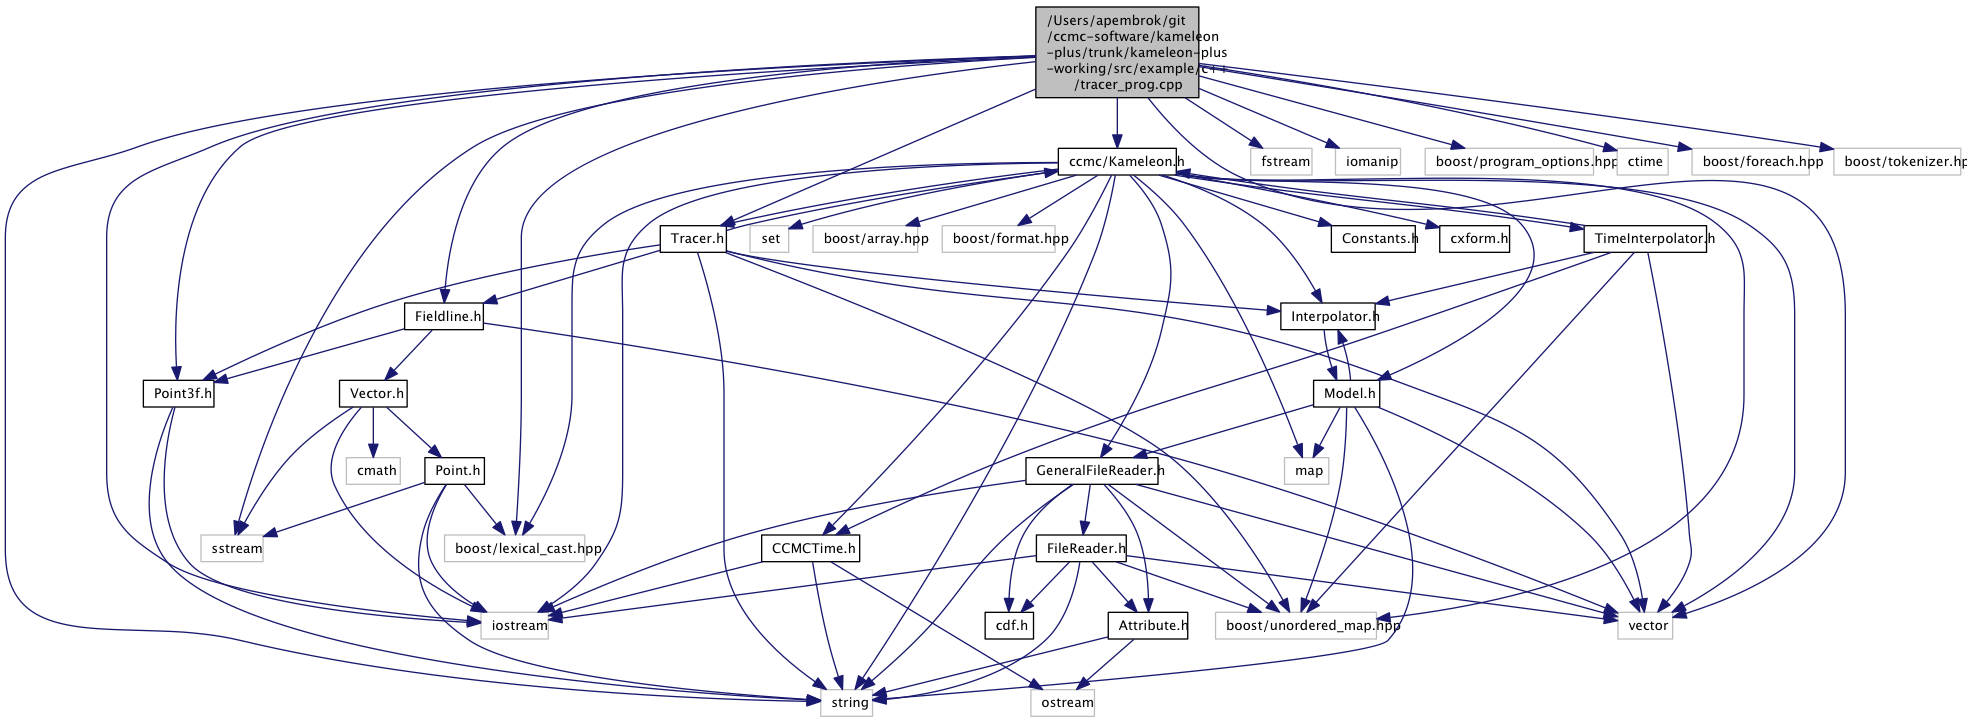 /Users/apembrok/git
/ccmc-software/kameleon
-plus/trunk/kameleon-plus
-working/src/example/c++
/tracer_prog.cpp
ccmc/Kameleon.h
fstream
iomanip
boost/program_options.hpp
ctime
boost/foreach.hpp
boost/tokenizer.hp
Tracer.h
set
boost/array.hpp
boost/format.hpp
Constants.h
cxform.h
TimeInterpolator.h
Fieldline.h
Interpolator.h
Point3f.h
Vector.h
Model.h
cmath
Point.h
GeneralFileReader.h
map
sstream
boost/lexical_cast.hpp
CCMCTime.h
FileReader.h
iostream
cdf.h
Attribute.h
boost/unordered_map.hpp
vector
string
ostream